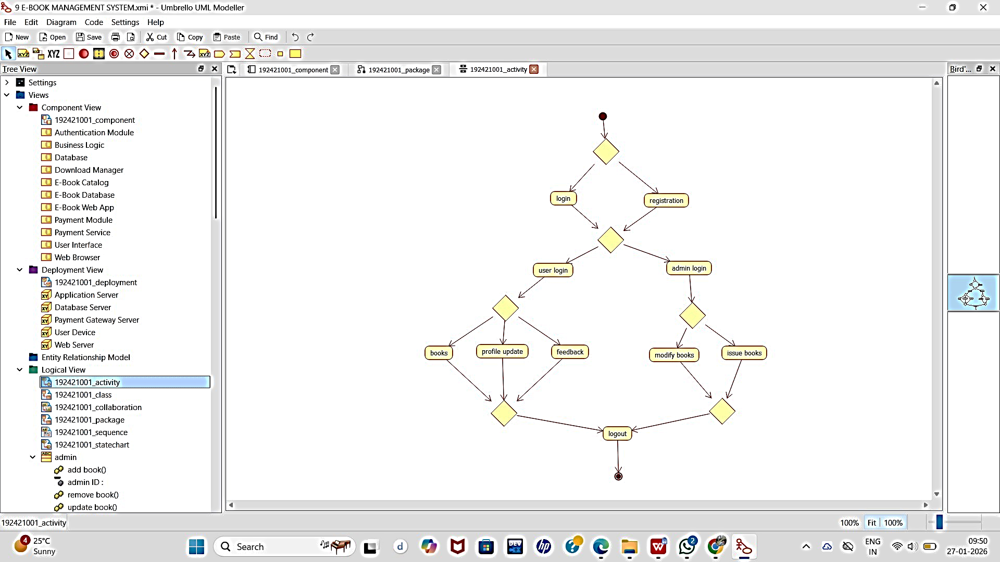 9 E-BOOK MANAGEMENT SYSTEM.xmi * - Umbrello UML Modeller
File Edit Diagram Code Settings Help
New Open Save Cut Copy Paste Find
XYZ XYZ XYZ
Tree View
192421001_component 192421001_package 192421001_activity
Bird'...
Settings
Views
Component View
192421001_component
Authentication Module
Business Logic
Database
Download Manager
E-Book Catalog
E-Book Database
E-Book Web App
Payment Module
Payment Service
User Interface
Web Browser
Deployment View
192421001_deployment
Application Server
Database Server
Payment Gateway Server
User Device
Web Server
Entity Relationship Model
Logical View
192421001_activity
192421001_class
192421001_collaboration
192421001_package
192421001_sequence
192421001_statechart
admin
add book()
admin ID :
remove book()
update book()
login
registration
user login
admin login
books
profile update
feedback
modify books
issue books
logout
192421001_activity
100% Fit 100%
4
25°C
Sunny
Search
d
DEV
hp
2
ENG
IN
09:50
27-01-2026